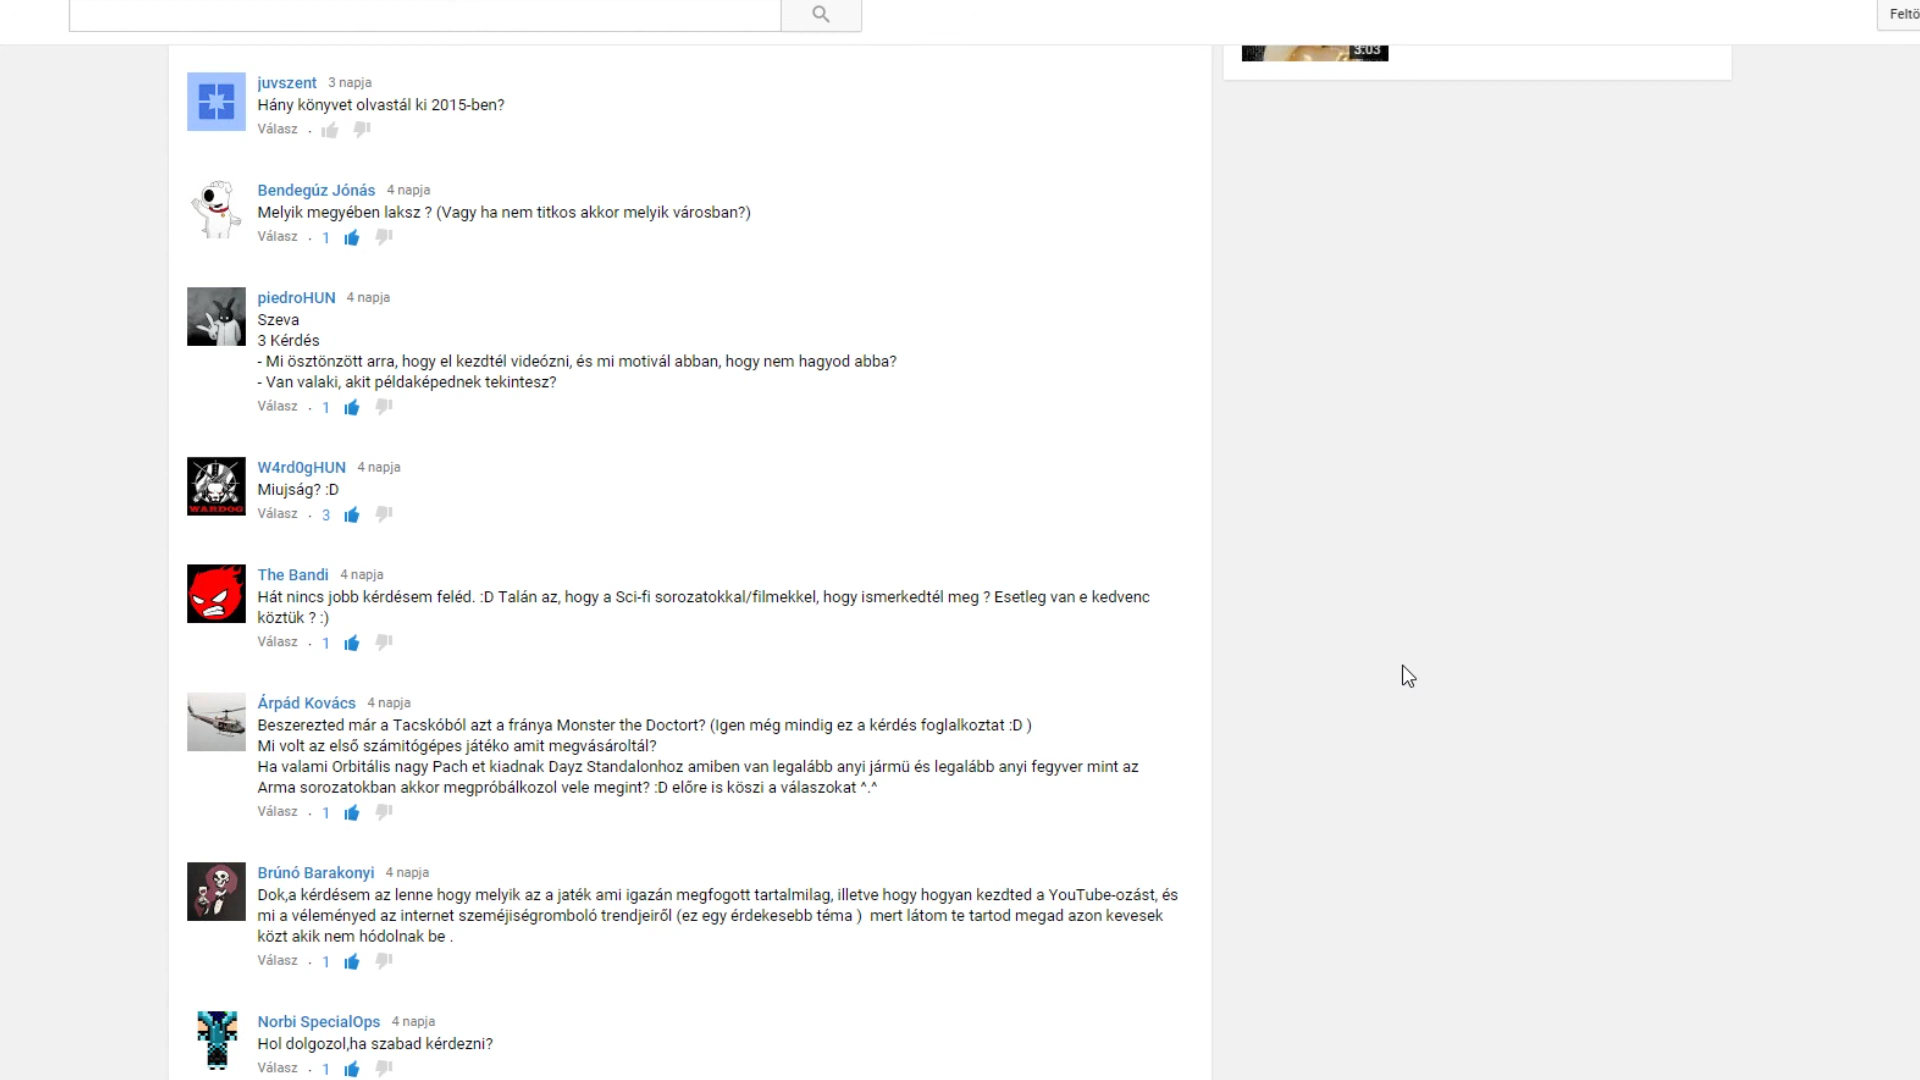 Feltö
3:03
juvszent 3 napja
Hány könyvet olvastál ki 2015-ben?
Válasz .
Bendegúz Jónás 4 napja
Melyik megyében laksz ? (Vagy ha nem titkos akkor melyik városban?)
Válasz . 1
piedroHUN 4 napja
Szeva
3 Kérdés
- Mi ösztönzött arra, hogy el kezdtél videózni, és mi motivál abban, hogy nem hagyod abba?
- Van valaki, akit példaképednek tekintesz?
Válasz . 1
W4rd0gHUN 4 napja
Miujság? :D
WARDOG
Válasz . 3
The Bandi 4 napja
Hát nincs jobb kérdésem feléd. :D Talán az, hogy a Sci-fi sorozatokkal/filmekkel, hogy ismerkedtél meg ? Esetleg van e kedvenc
köztük ? :)
Válasz . 1
Árpád Kovács 4 napja
Beszerezted már a Tacskóból azt a fránya Monster the Doctort? (Igen még mindig ez a kérdés foglalkoztat :D )
Mi volt az első számitógépes játéko amit megvásároltál?
Ha valami Orbitális nagy Pach et kiadnak Dayz Standalonhoz amiben van legalább anyi jármü és legalább anyi fegyver mint az
Arma sorozatokban akkor megpróbálkozol vele megint? :D előre is köszi a válaszokat ^.^
Válasz . 1
Brúnó Barakonyi 4 napja
Dok,a kérdésem az lenne hogy melyik az a jaték ami igazán megfogott tartalmilag, illetve hogy hogyan kezdted a YouTube-ozást, és
mi a véleményed az internet szeméjiségromboló trendjeiről (ez egy érdekesebb téma ) mert látom te tartod megad azon kevesek
közt akik nem hódolnak be .
Válasz . 1
Norbi SpecialOps 4 napja
Hol dolgozol,ha szabad kérdezni?
Válasz . 1